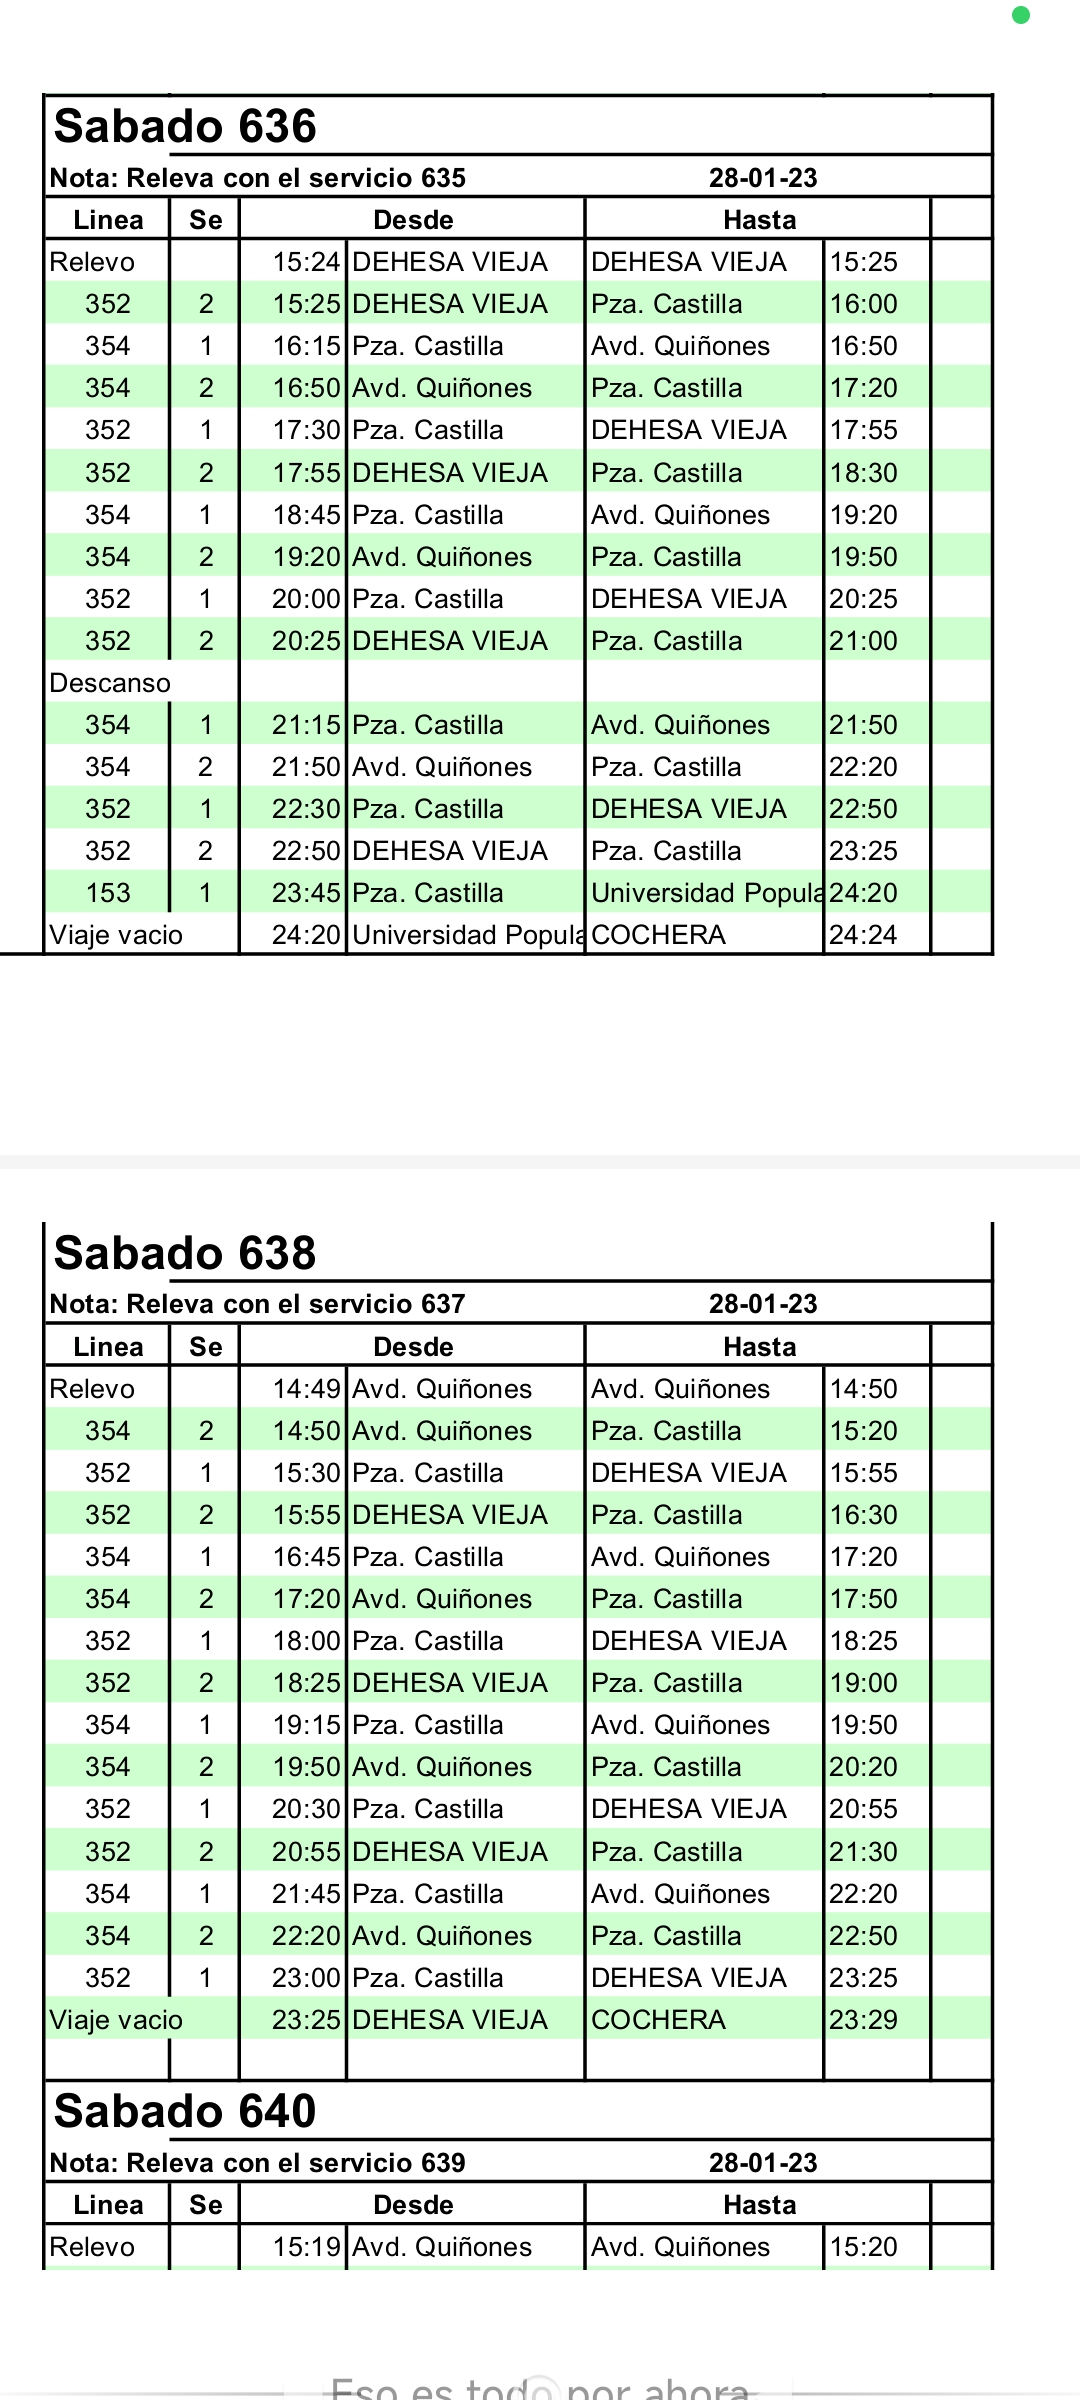 Sabado 636
Nota: Releva con el servicio 635 28-01-23
Linea Se Desde Hasta
Relevo 15:24 DEHESA VIEJA DEHESA VIEJA 15:25
352 2 15:25 DEHESA VIEJA Pza. Castilla 16:00
354 1 16:15 Pza. Castilla Avd. Quiñones 16:50
354 2 16:50 Avd. Quiñones Pza. Castilla 17:20
352 1 17:30 Pza. Castilla DEHESA VIEJA 17:55
352 2 17:55 DEHESA VIEJA Pza. Castilla 18:30
354 1 18:45 Pza. Castilla Avd. Quiñones 19:20
354 2 19:20 Avd. Quiñones Pza. Castilla 19:50
352 1 20:00 Pza. Castilla DEHESA VIEJA 20:25
352 2 20:25 DEHESA VIEJA Pza. Castilla 21:00
Descanso
354 1 21:15 Pza. Castilla Avd. Quiñones 21:50
354 2 21:50 Avd. Quiñones Pza. Castilla 22:20
352 1 22:30 Pza. Castilla DEHESA VIEJA 22:50
352 2 22:50 DEHESA VIEJA Pza. Castilla 23:25
153 1 23:45 Pza. Castilla Universidad Popula 24:20
Viaje vacio 24:20 Universidad Popula COCHERA 24:24
Sabado 638
Nota: Releva con el servicio 637 28-01-23
Linea Se Desde Hasta
Relevo 14:49 Avd. Quiñones Avd. Quiñones 14:50
354 2 14:50 Avd. Quiñones Pza. Castilla 15:20
352 1 15:30 Pza. Castilla DEHESA VIEJA 15:55
352 2 15:55 DEHESA VIEJA Pza. Castilla 16:30
354 1 16:45 Pza. Castilla Avd. Quiñones 17:20
354 2 17:20 Avd. Quiñones Pza. Castilla 17:50
352 1 18:00 Pza. Castilla DEHESA VIEJA 18:25
352 2 18:25 DEHESA VIEJA Pza. Castilla 19:00
354 1 19:15 Pza. Castilla Avd. Quiñones 19:50
354 2 19:50 Avd. Quiñones Pza. Castilla 20:20
352 1 20:30 Pza. Castilla DEHESA VIEJA 20:55
352 2 20:55 DEHESA VIEJA Pza. Castilla 21:30
354 1 21:45 Pza. Castilla Avd. Quiñones 22:20
354 2 22:20 Avd. Quiñones Pza. Castilla 22:50
352 1 23:00 Pza. Castilla DEHESA VIEJA 23:25
Viaje vacio 23:25 DEHESA VIEJA COCHERA 23:29
Sabado 640
Nota: Releva con el servicio 639 28-01-23
Linea Se Desde Hasta
Relevo 15:19 Avd. Quiñones Avd. Quiñones 15:20
Eso es todo por ahora